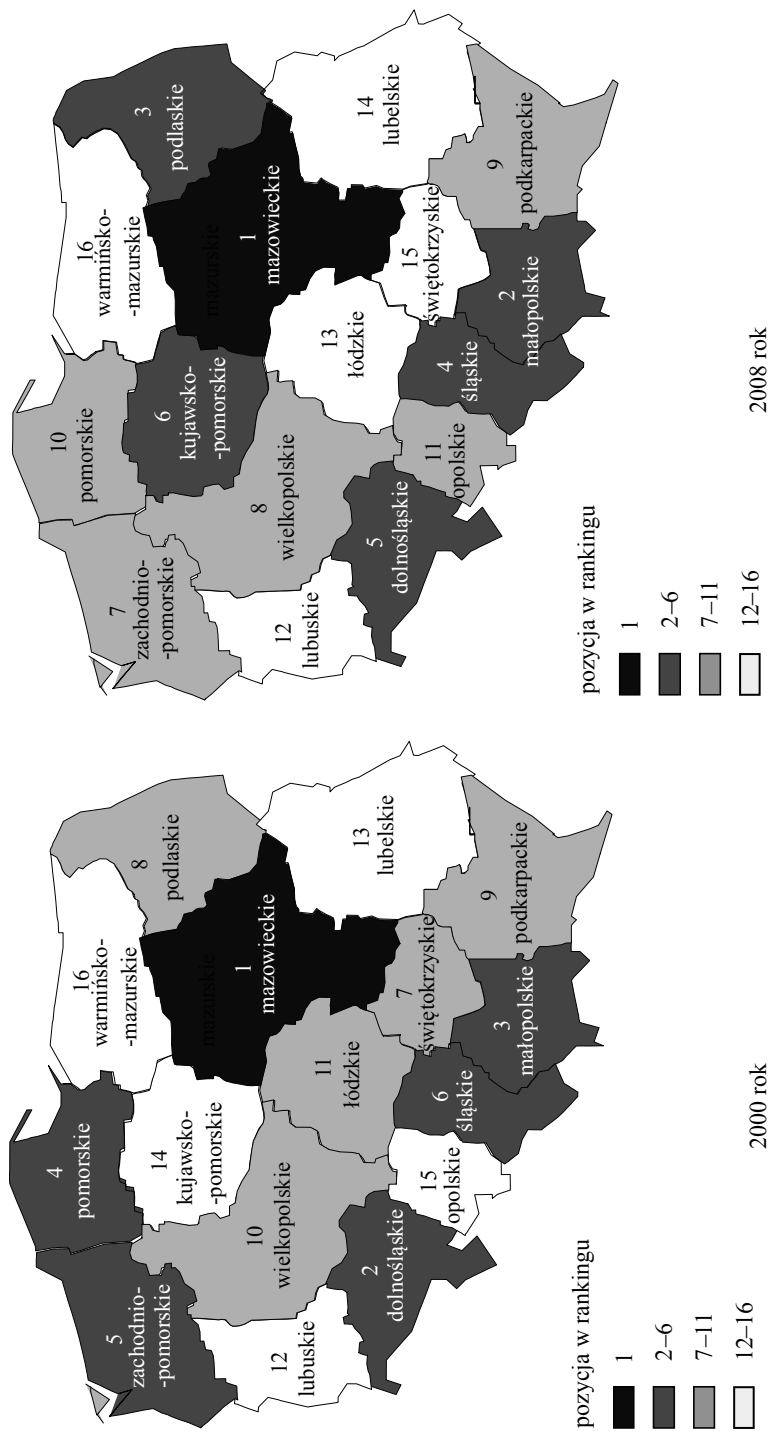 4
pomorskie
5
zachodnio-
-pomorskie
16
warmińsko-
-mazurskie
8
podlaskie
14
kujawsko-
-pomorskie
mazurskie
1
mazowieckie
10
wielkopolskie
12
lubuskie
11
łódzkie
13
lubelskie
2
dolnośląskie
15
opolskie
6
śląskie
7
świętokrzyskie
3
małopolskie
9
podkarpackie
pozycja w rankingu
1
2–6
7–11
12–16
2000 rok
10
pomorskie
7
zachodnio-
-pomorskie
16
warmińsko-
-mazurskie
3
podlaskie
6
kujawsko-
-pomorskie
mazurskie
1
mazowieckie
8
wielkopolskie
12
lubuskie
13
łódzkie
14
lubelskie
5
dolnośląskie
11
opolskie
4
śląskie
15
świętokrzyskie
2
małopolskie
9
podkarpackie
pozycja w rankingu
1
2–6
7–11
12–16
2008 rok